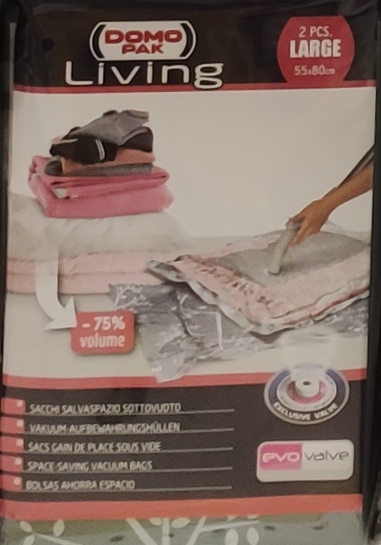 DOMO
PAK
Living
2 PCS.
LARGE
55x80cm
- 75%
volume
SACCHI SALVASPAZIO SOTTOVUOTO
VAKUUM-AUFBEWAHRUNGSHÜLLEN
SACS GAIN DE PLACE SOUS VIDE
SPACE-SAVING VACUUM BAGS
BOLSAS AHORRA ESPACIO
EXCLUSIVE VALVE
evo valve